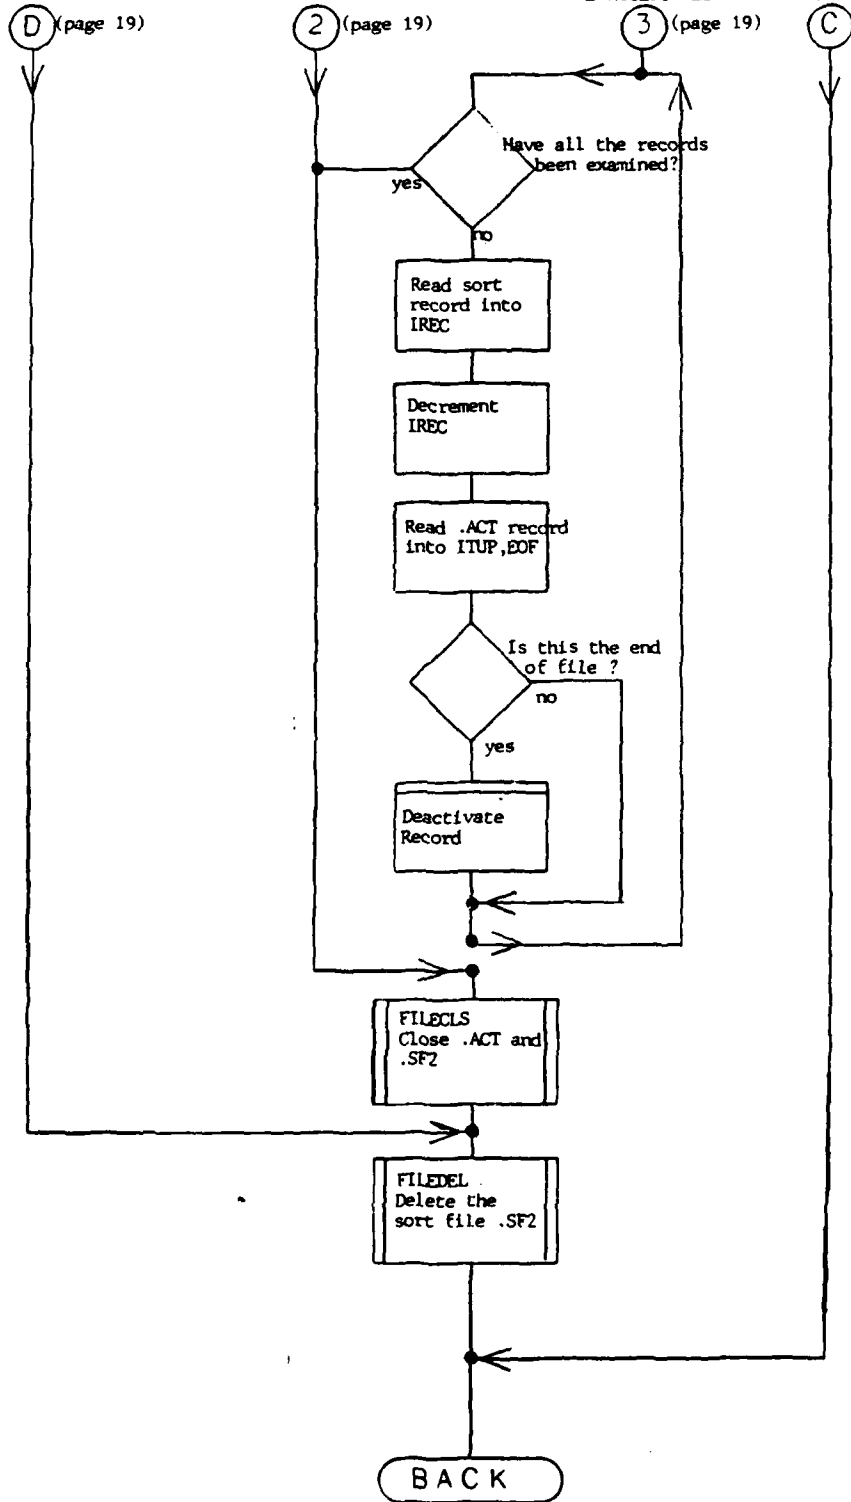 D (page 19)
2 (page 19)
3 (page 19)
C
Have all the records
been examined?
yes
no
Read sort
record into
IREC
Decrement
IREC
Read .ACT record
into ITUP,EOF
Is this the end
of file ?
no
yes
Deactivate
Record
FILECLS
Close .ACT and
.SF2
FILEDEL
Delete the
sort file .SF2
BACK